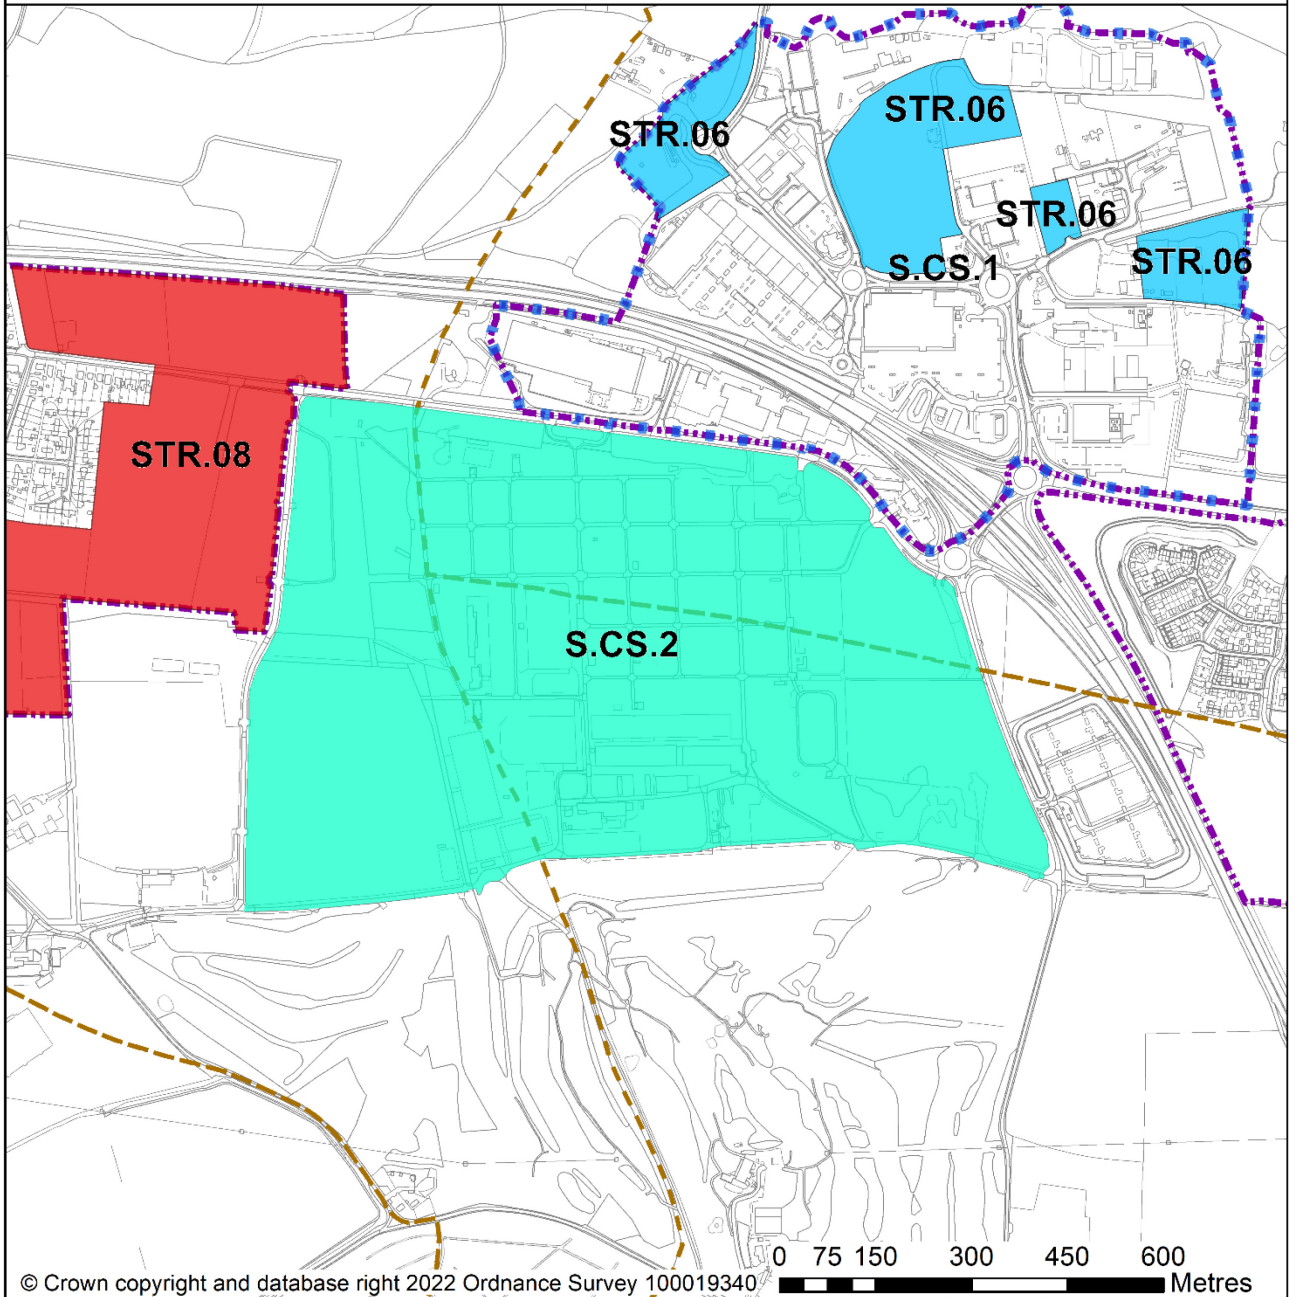 STR.06
STR.06
STR.06
STR.06
S.CS.1
STR.08
S.CS.2
0 75 150 300 450 600
Metres
© Crown copyright and database right 2022 Ordnance Survey 100019340